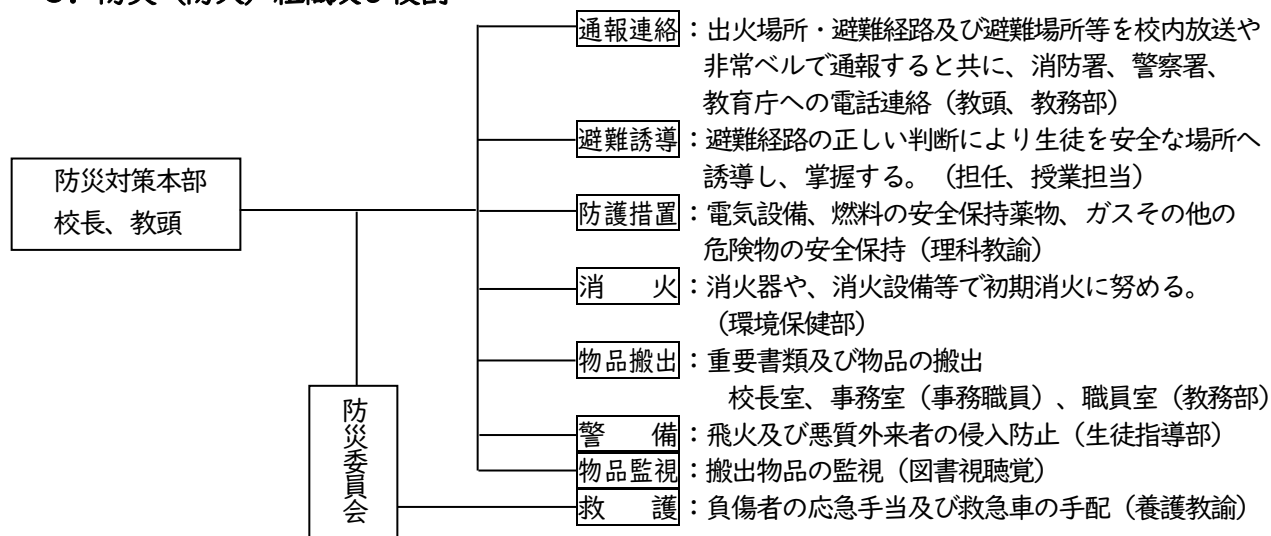 通報連絡：出火場所・避難経路及び避難場所等を校内放送や
非常ベルで通報すると共に、消防署、警察署、
教育庁への電話連絡（教頭、教務部）
避難誘導：避難経路の正しい判断により生徒を安全な場所へ
誘導し、掌握する。（担任、授業担当）
防災対策本部
校長、教頭
防護措置：電気設備、燃料の安全保持薬物、ガスその他の
危険物の安全保持（理科教諭）
消　　火：消火器や、消火設備等で初期消火に努める。
（環境保健部）
物品搬出：重要書類及び物品の搬出
校長室、事務室（事務職員）、職員室（教務部）
防災委員会
警　　備：飛火及び悪質外来者の侵入防止（生徒指導部）
物品監視：搬出物品の監視（図書視聴覚）
救　　護：負傷者の応急手当及び救急車の手配（養護教諭）